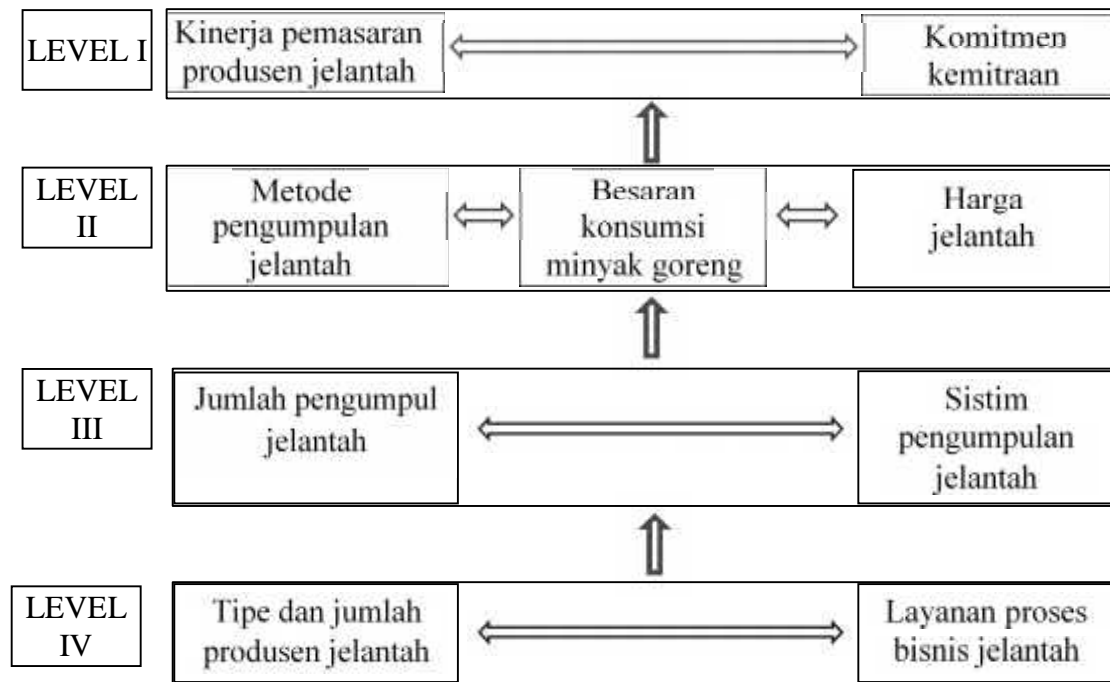 LEVEL I
Kinerja pemasaran
produsen jelantah
Komitmen
kemitraan
LEVEL
II
Metode
pengumpulan
jelantah
Besaran
konsumsi
minyak goreng
Harga
jelantah
LEVEL
III
Jumlah pengumpul
jelantah
Sistim
pengumpulan
jelantah
LEVEL
IV
Tipe dan jumlah
produsen jelantah
Layanan proses
bisnis jelantah